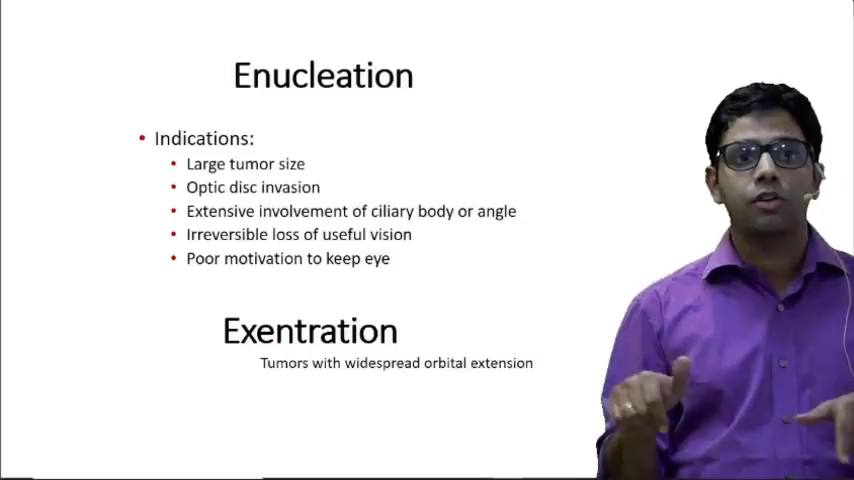 Enucleation
• Indications:
• Large tumor size
• Optic disc invasion
• Extensive involvement of ciliary body or angle
• Irreversible loss of useful vision
• Poor motivation to keep eye
Exentration
Tumors with widespread orbital extension